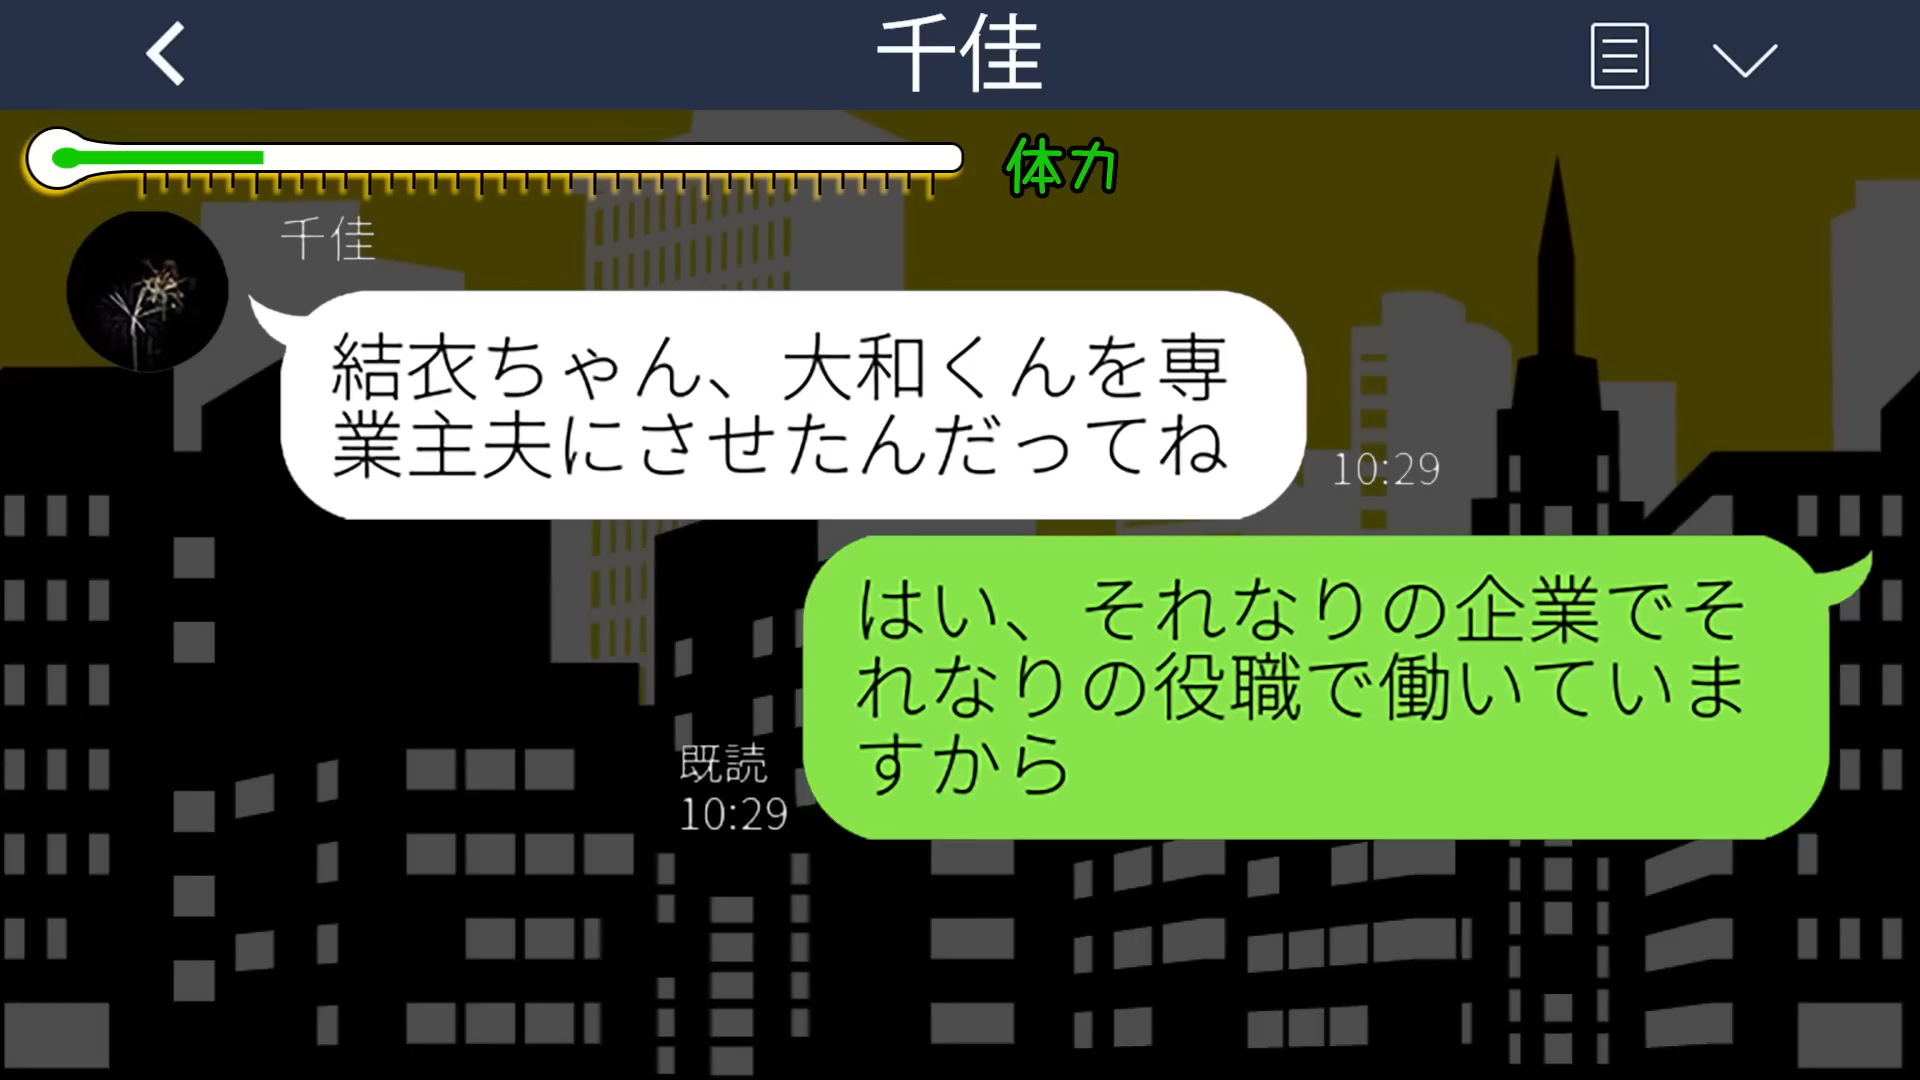 千佳
体力
千佳
結衣ちゃん、大和くんを専
業主夫にさせたんだってね
10:29
はい、それなりの企業でそ
れなりの役職で働いていま
すから
既読
10:29